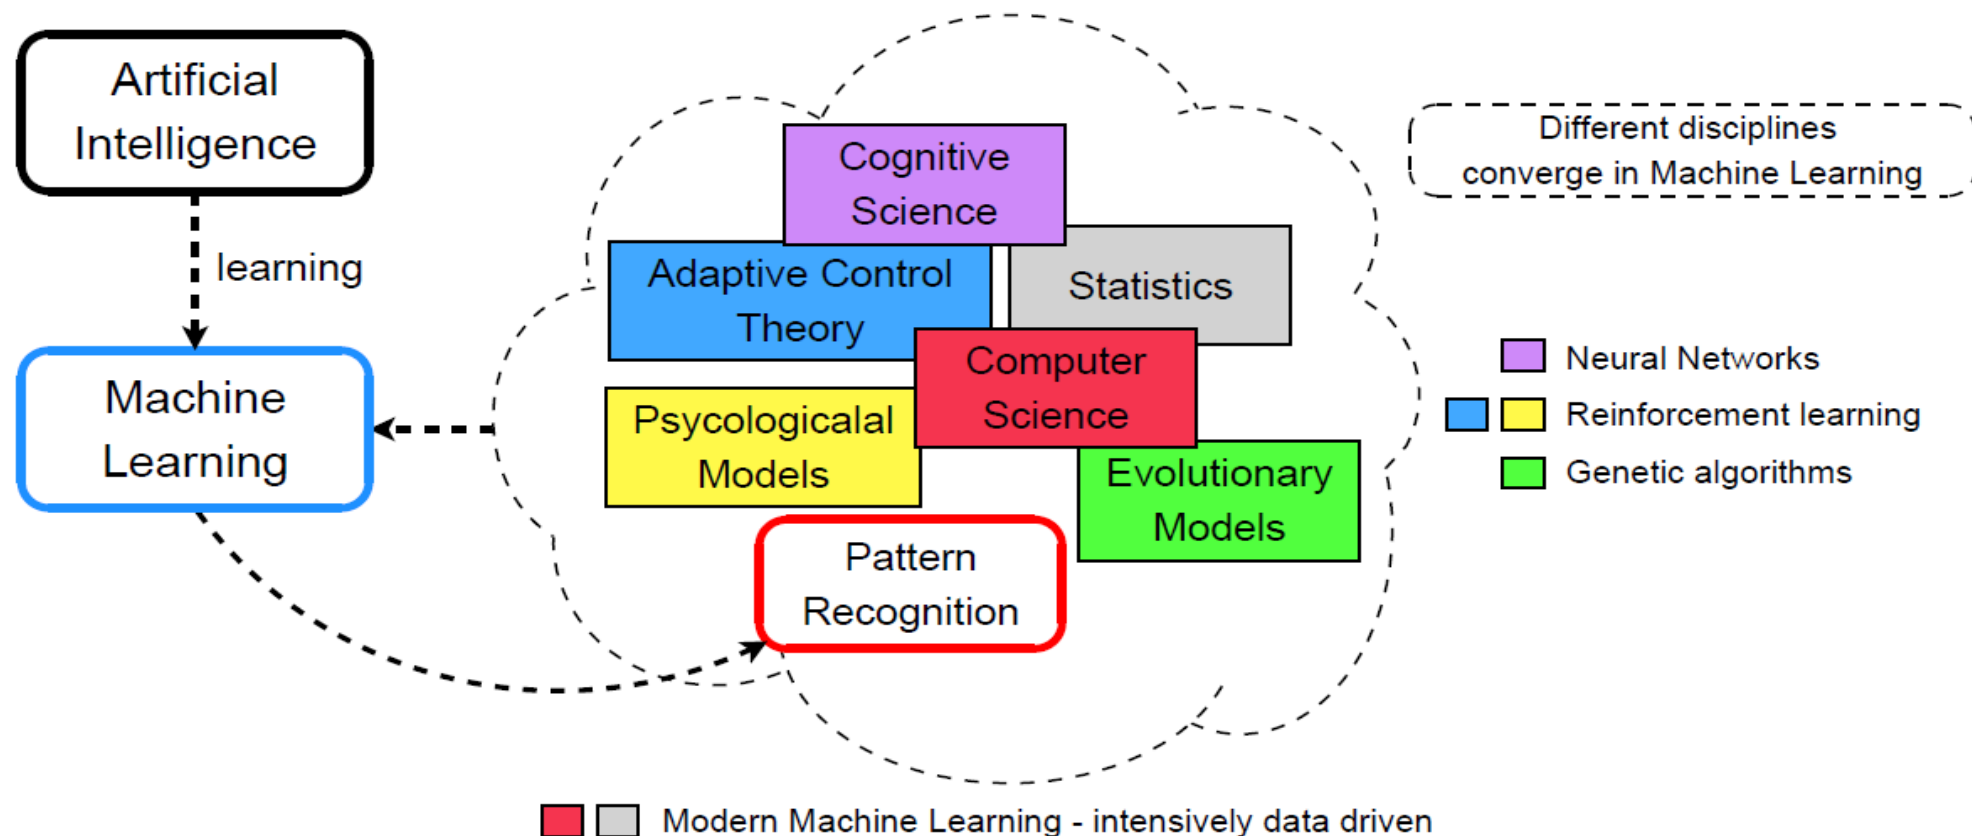 Artificial
Intelligence
learning
Machine
Learning
Cognitive
Science
Adaptive Control
Theory
Statistics
Computer
Science
Psycologicalal
Models
Evolutionary
Models
Pattern
Recognition
Different disciplines
converge in Machine Learning
Neural Networks
Reinforcement learning
Genetic algorithms
Modern Machine Learning - intensively data driven